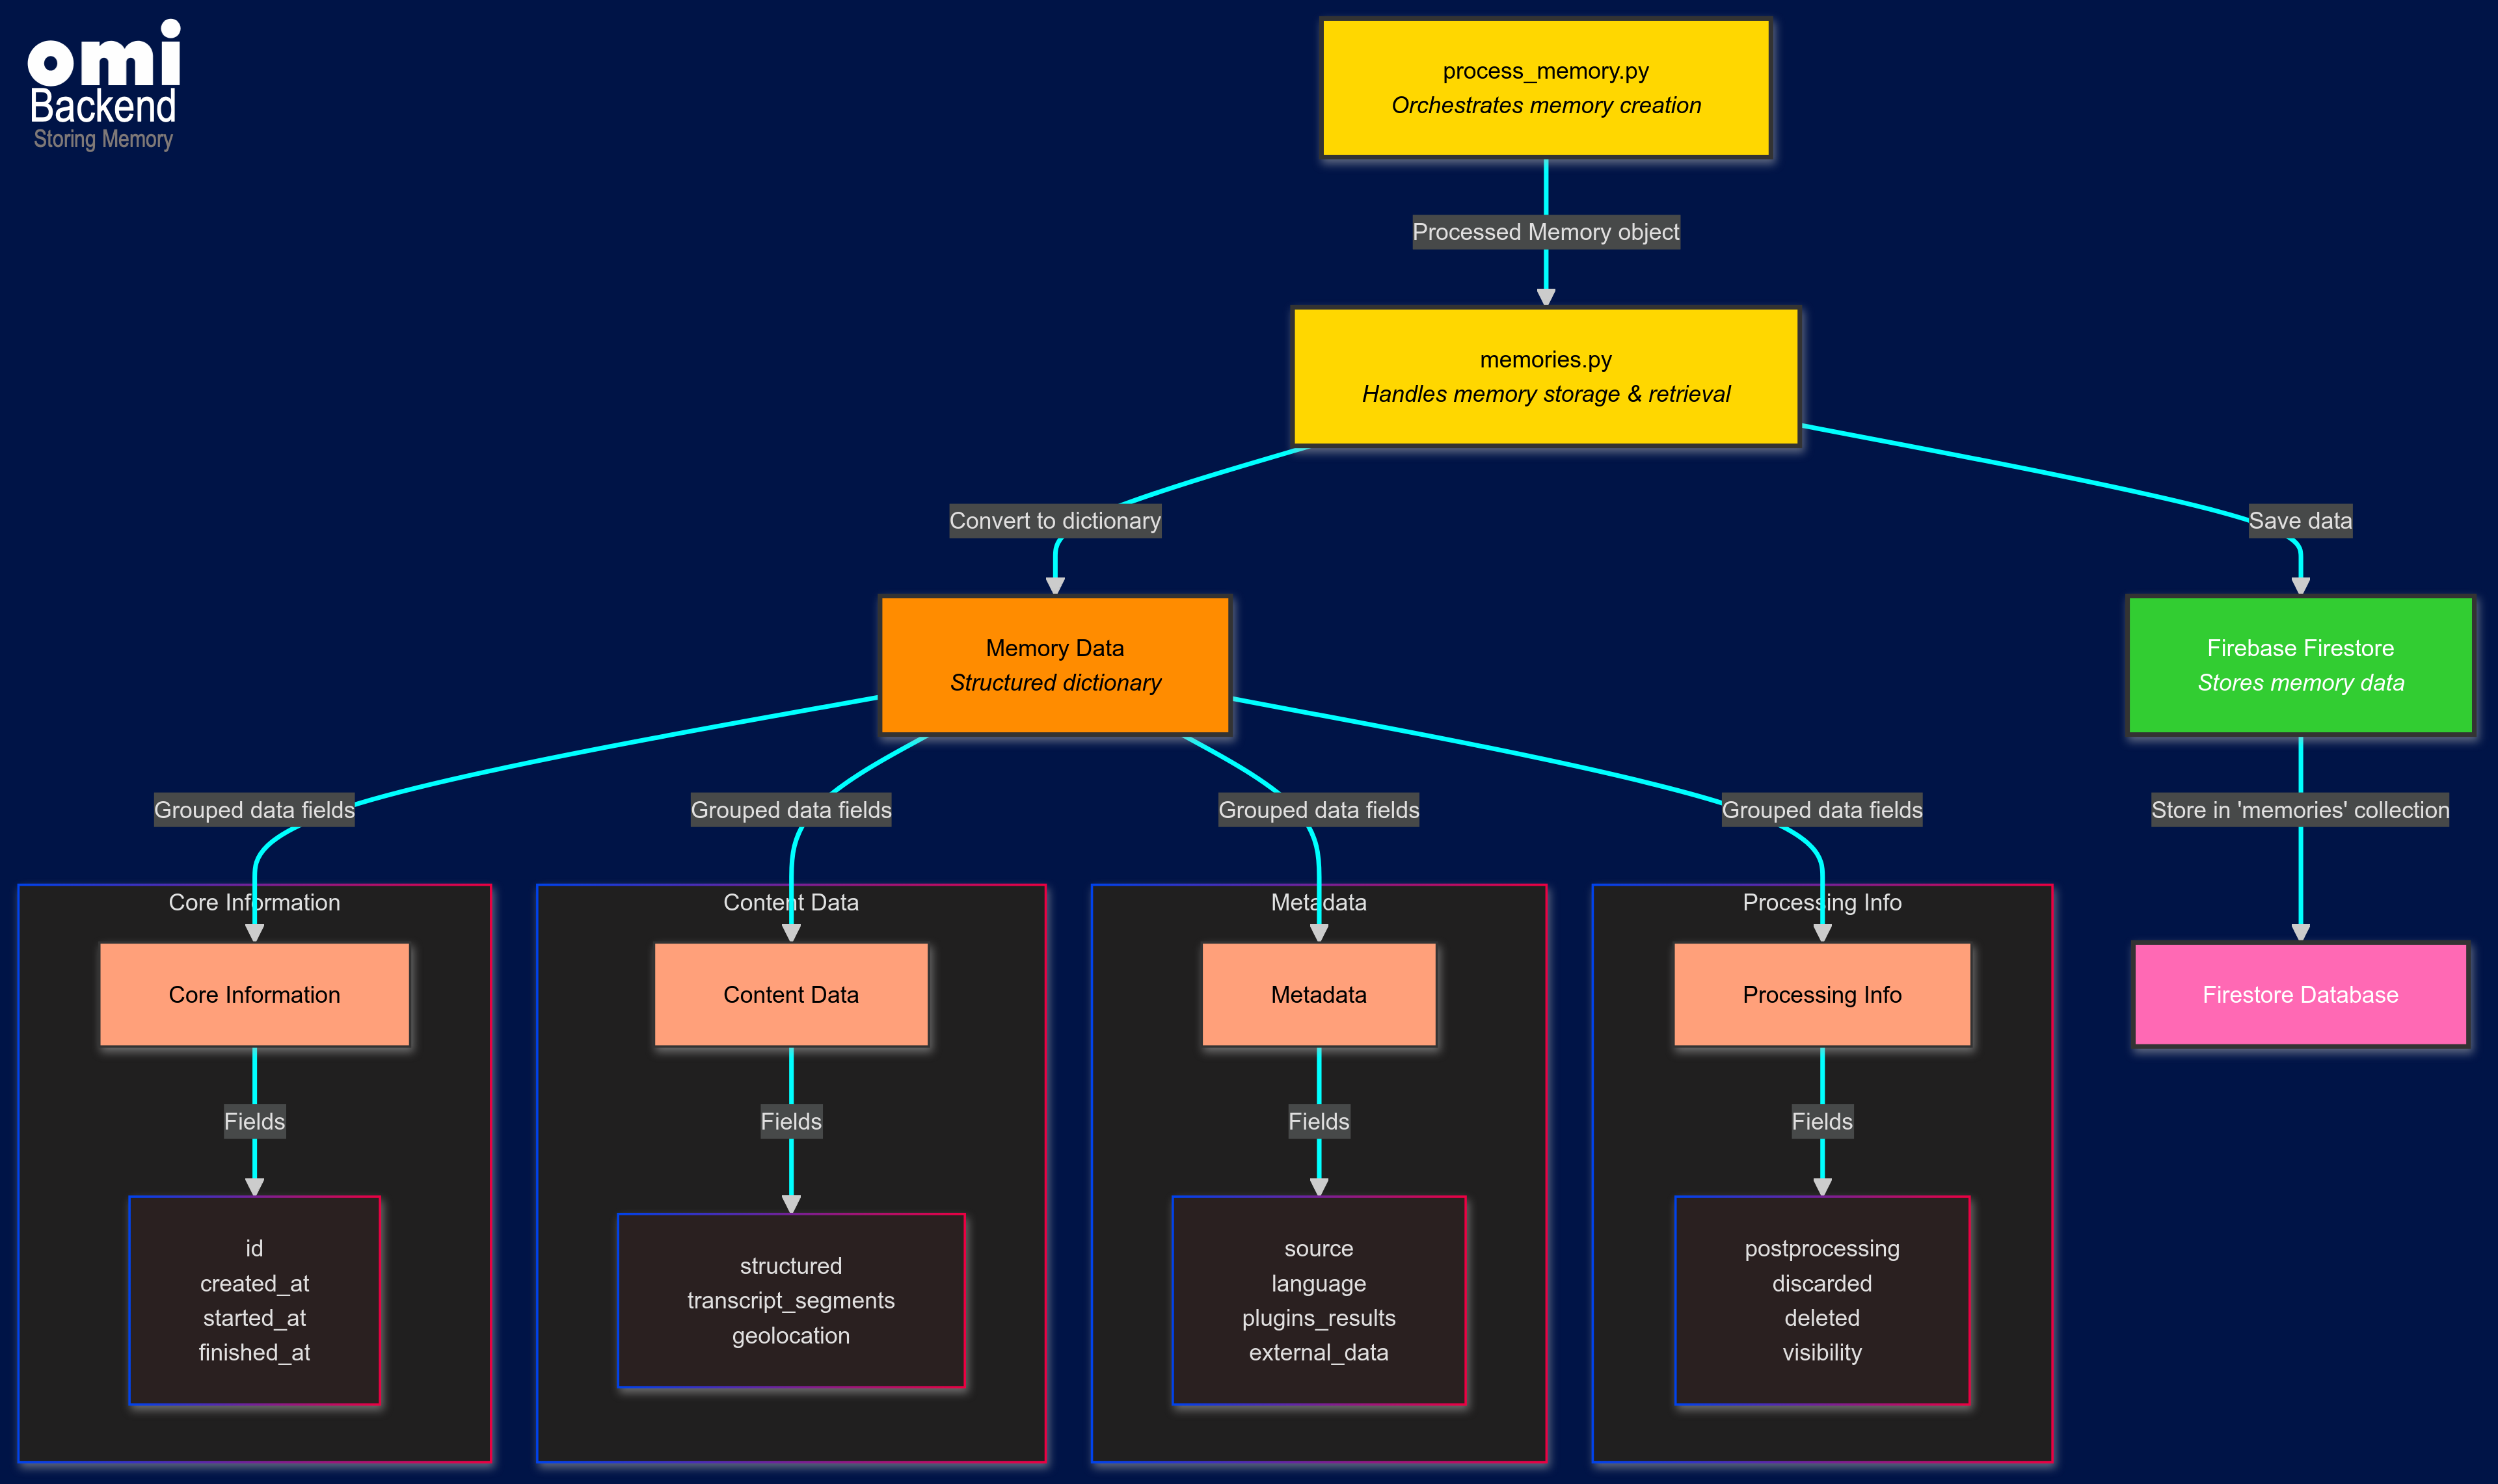 omi
Backend
Storing Memory
process_memory.py
Orchestrates memory creation
Processed Memory object
memories.py
Handles memory storage & retrieval
Convert to dictionary
Save data
Memory Data
Structured dictionary
Firebase Firestore
Stores memory data
Grouped data fields
Grouped data fields
Grouped data fields
Grouped data fields
Store in 'memories' collection
Core Information
Content Data
Metadata
Processing Info
Core Information
Content Data
Metadata
Processing Info
Firestore Database
Fields
Fields
Fields
Fields
id
created_at
started_at
finished_at
structured
transcript_segments
geolocation
source
language
plugins_results
external_data
postprocessing
discarded
deleted
visibility